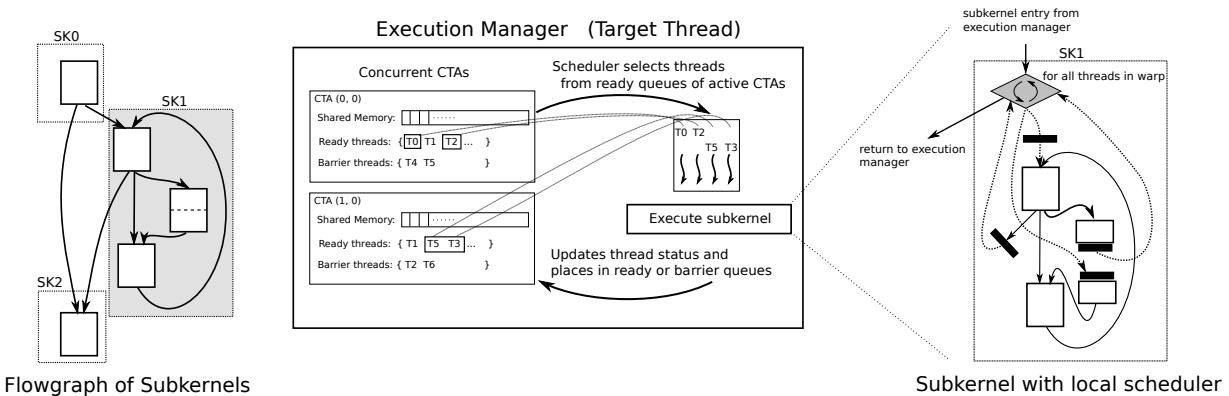 SK0
SK1
SK2
Flowgraph of Subkernels
Execution Manager (Target Thread)
Concurrent CTAs
CTA (0, 0)
Shared Memory: ......
Ready threads: { T0 T1 T2 ... }
Barrier threads: { T4 T5 }
CTA (1, 0)
Shared Memory: ......
Ready threads: { T1 T5 T3 ... }
Barrier threads: { T2 T6 }
Scheduler selects threads
from ready queues of active CTAs
T0 T2
T5 T3
Execute subkernel
Updates thread status and
places in ready or barrier queues
subkernel entry from
execution manager
SK1
for all threads in warp
return to execution
manager
Subkernel with local scheduler